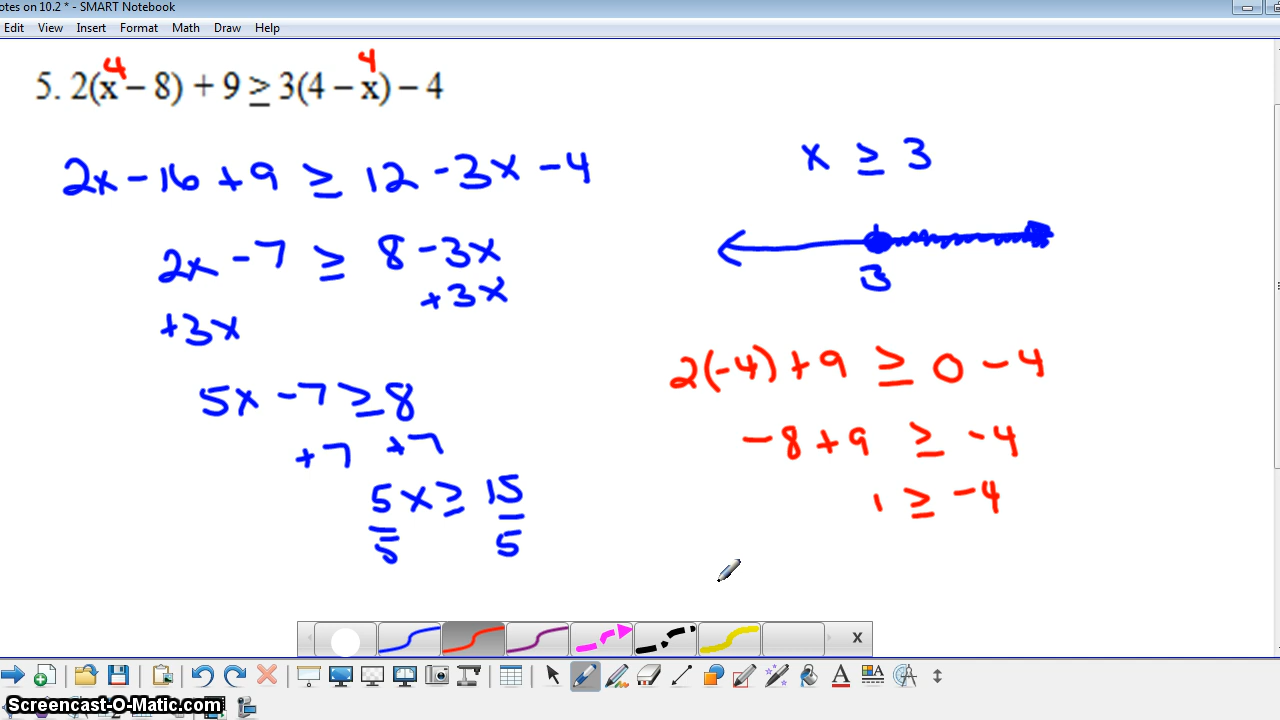 otes on 10.2 * - SMART Notebook
Edit View Insert Format Math Draw Help
4 4
5. 2(x – 8) + 9 ≥ 3(4 – x) – 4
2x - 16 + 9 ≥ 12 - 3x - 4
2x - 7 ≥ 8 - 3x
+3x
+3x
5x - 7 ≥ 8
+7 +7
5x ≥ 15
5 5
x ≥ 3
3
2(-4) + 9 ≥ 0 - 4
-8 + 9 ≥ -4
1 ≥ -4
x
A
Screencast-O-Matic.com